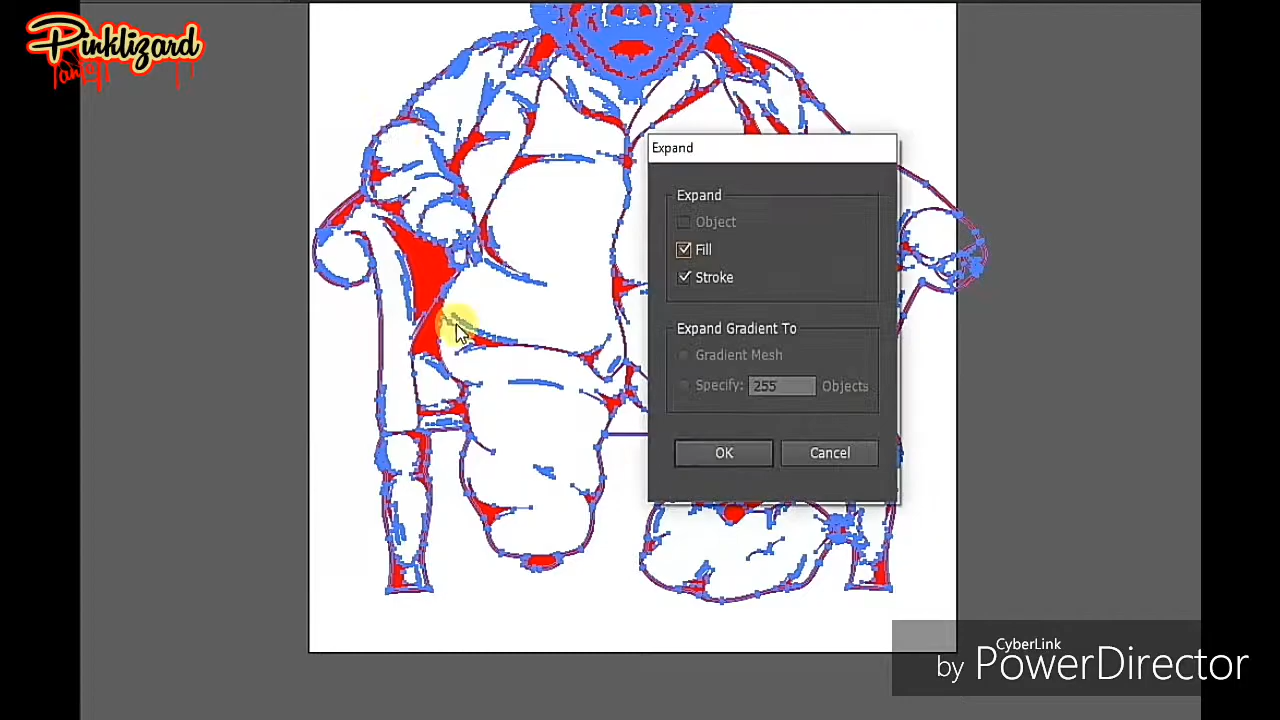 Pinklizard
Expand
Expand
Object
Fill
Stroke
Expand Gradient To
Gradient Mesh
Specify: 255 Objects
OK Cancel
CyberLink
by PowerDirector